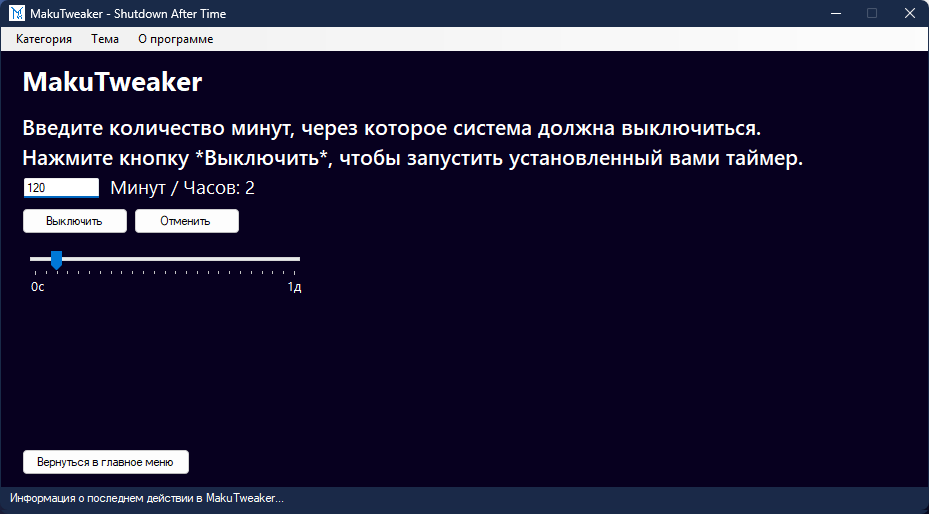 MakuTweaker - Shutdown After Time
Категория Тема О программе
MakuTweaker
Введите количество минут, через которое система должна выключиться.
Нажмите кнопку *Выключить*, чтобы запустить установленный вами таймер.
120 Минут / Часов: 2
Выключить Отменить
0с 1д
Вернуться в главное меню
Информация о последнем действии в MakuTweaker...